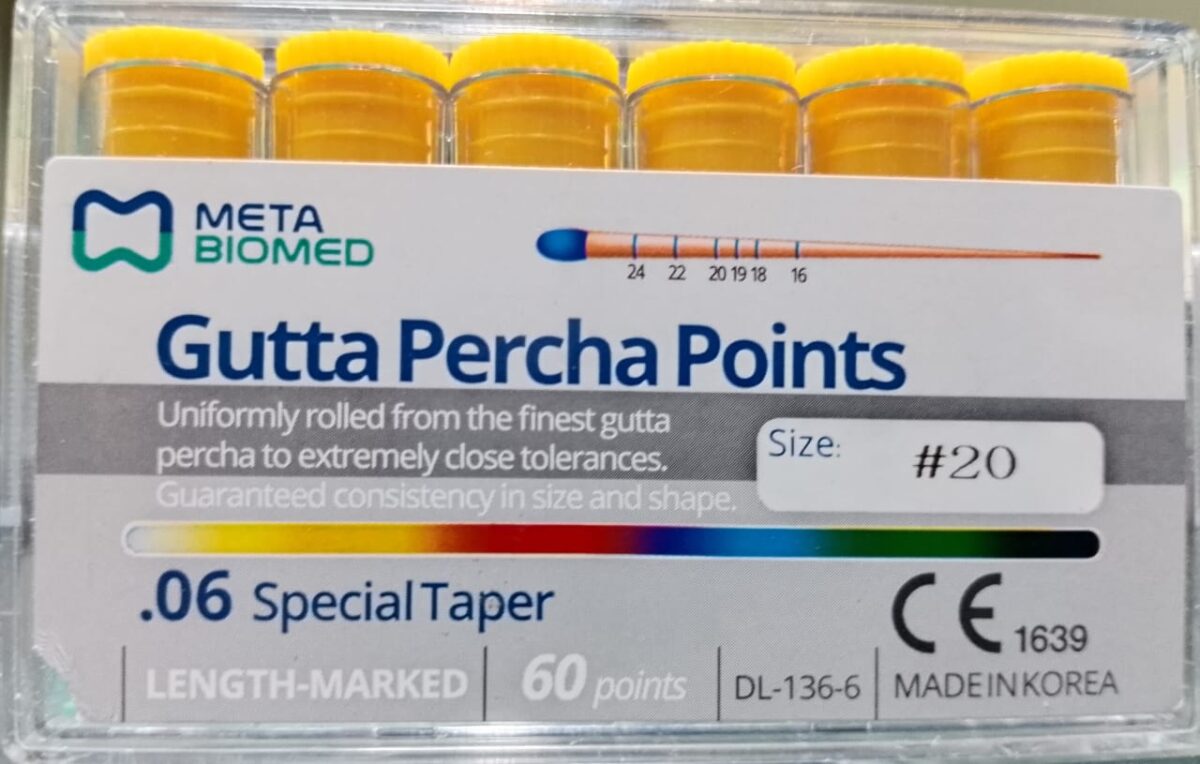 META
BIOMED
24 22 20 19 18 16
Gutta Percha Points
Uniformly rolled from the finest gutta
percha to extremely close tolerances.
Guaranteed consistency in size and shape.
Size: #20
.06 Special Taper
CE 1639
LENGTH-MARKED 60 points DL-136-6 MADE IN KOREA